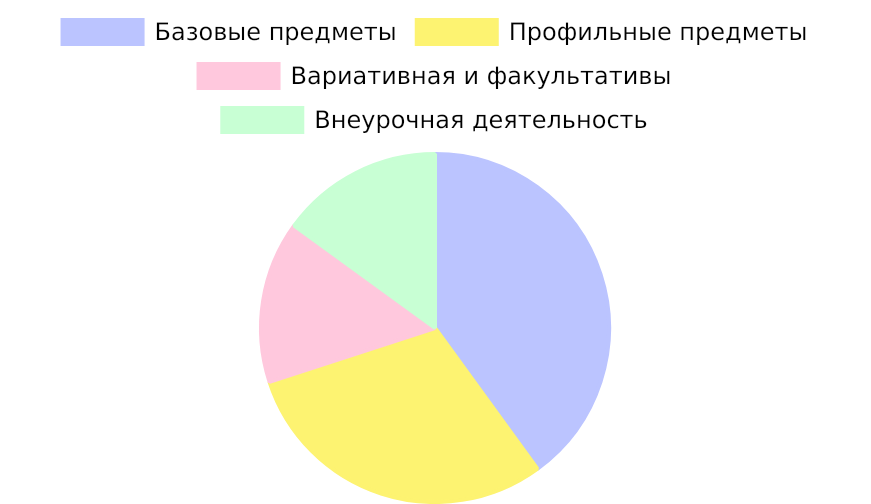 Базовые предметы Профильные предметы
Вариативная и факультативы
Внеурочная деятельность